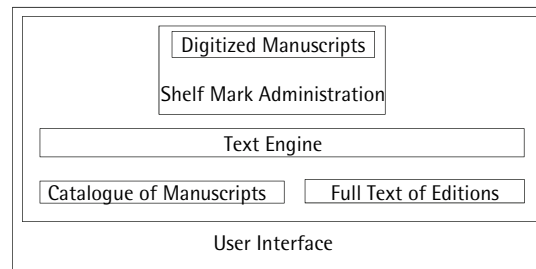 Digitized Manuscripts
Shelf Mark Administration
Text Engine
Catalogue of Manuscripts
Full Text of Editions
User Interface